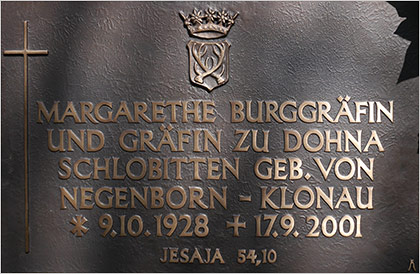 MARGARETHE BURGGRÄFIN
UND GRÄFIN ZU DOHNA
SCHLOBITTEN GEB. VON
NEGENBORN - KLONAU
* 9.10.1928 † 17.9.2001
JESAJA 54,10